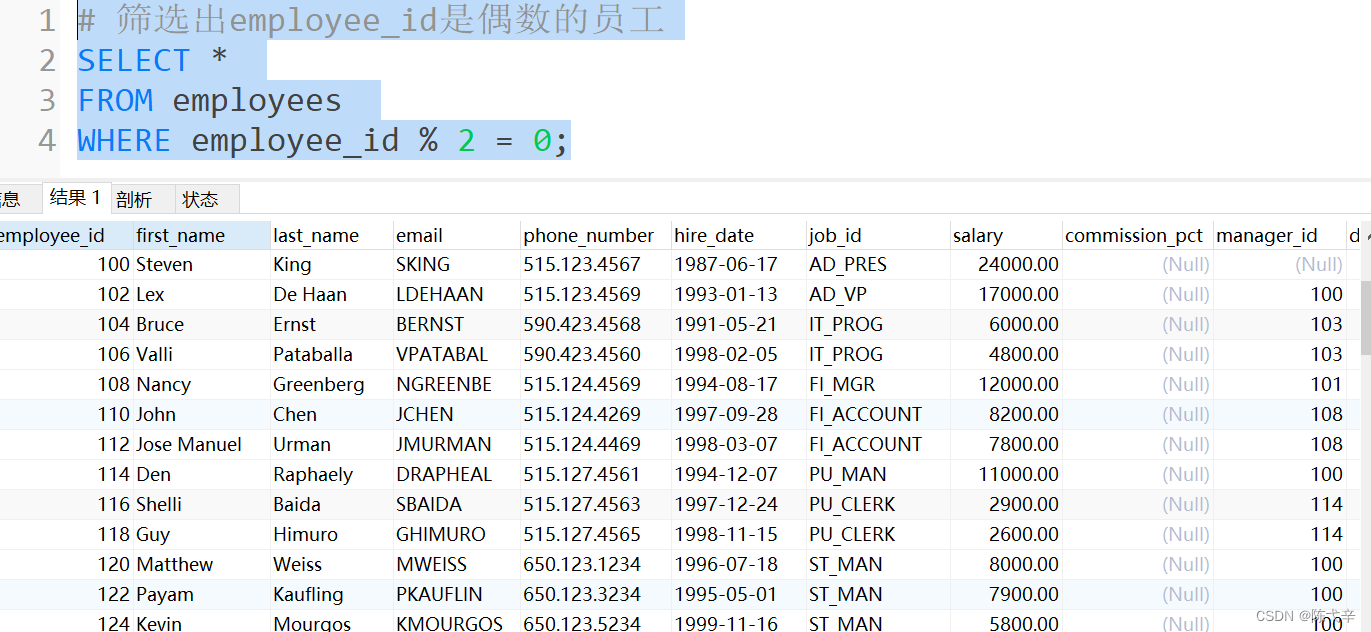 1 # 筛选出employee_id是偶数的员工
2 SELECT *
3 FROM employees
4 WHERE employee_id % 2 = 0;
息 结果 1 剖析 状态
employee_id first_name last_name email phone_number hire_date job_id salary commission_pct manager_id d
100 Steven King SKING 515.123.4567 1987-06-17 AD_PRES 24000.00 (Null) (Null)
102 Lex De Haan LDEHAAN 515.123.4569 1993-01-13 AD_VP 17000.00 (Null) 100
104 Bruce Ernst BERNST 590.423.4568 1991-05-21 IT_PROG 6000.00 (Null) 103
106 Valli Pataballa VPATABAL 590.423.4560 1998-02-05 IT_PROG 4800.00 (Null) 103
108 Nancy Greenberg NGREENBE 515.124.4569 1994-08-17 FI_MGR 12000.00 (Null) 101
110 John Chen JCHEN 515.124.4269 1997-09-28 FI_ACCOUNT 8200.00 (Null) 108
112 Jose Manuel Urman JMURMAN 515.124.4469 1998-03-07 FI_ACCOUNT 7800.00 (Null) 108
114 Den Raphaely DRAPHEAL 515.127.4561 1994-12-07 PU_MAN 11000.00 (Null) 100
116 Shelli Baida SBAIDA 515.127.4563 1997-12-24 PU_CLERK 2900.00 (Null) 114
118 Guy Himuro GHIMURO 515.127.4565 1998-11-15 PU_CLERK 2600.00 (Null) 114
120 Matthew Weiss MWEISS 650.123.1234 1996-07-18 ST_MAN 8000.00 (Null) 100
122 Payam Kaufling PKAUFLIN 650.123.3234 1995-05-01 ST_MAN 7900.00 (Null) 100
124 Kevin Mourgos KMOURGOS 650.123.5234 1999-11-16 ST_MAN 5800.00 (Null) 100
CSDN @陈弋辛